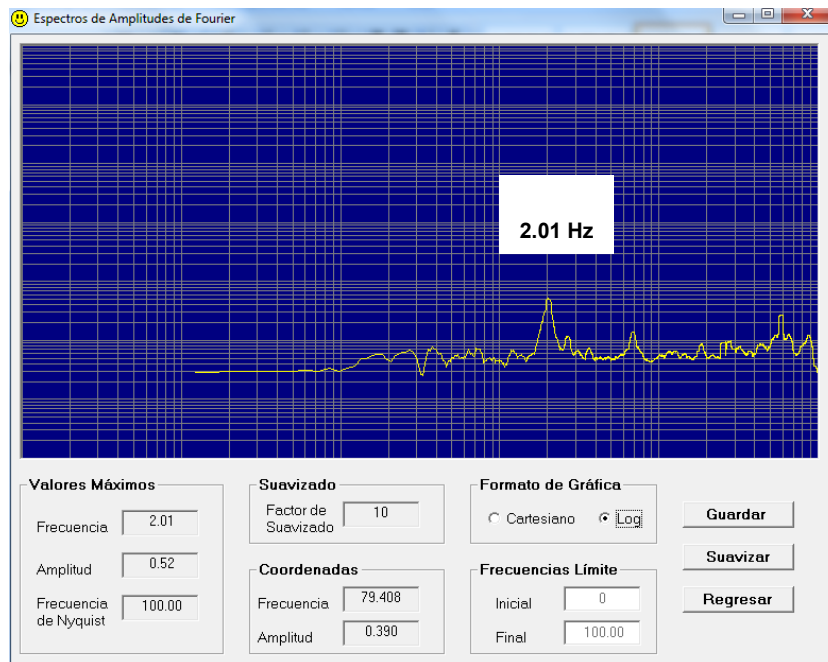 Espectros de Amplitudes de Fourier
2.01 Hz
Valores Máximos
Frecuencia 2.01
Amplitud 0.52
Frecuencia de Nyquist 100.00
Suavizado
Factor de Suavizado 10
Coordenadas
Frecuencia 79.408
Amplitud 0.390
Formato de Gráfica
Cartesiano Log
Frecuencias Límite
Inicial 0
Final 100.00
Guardar
Suavizar
Regresar